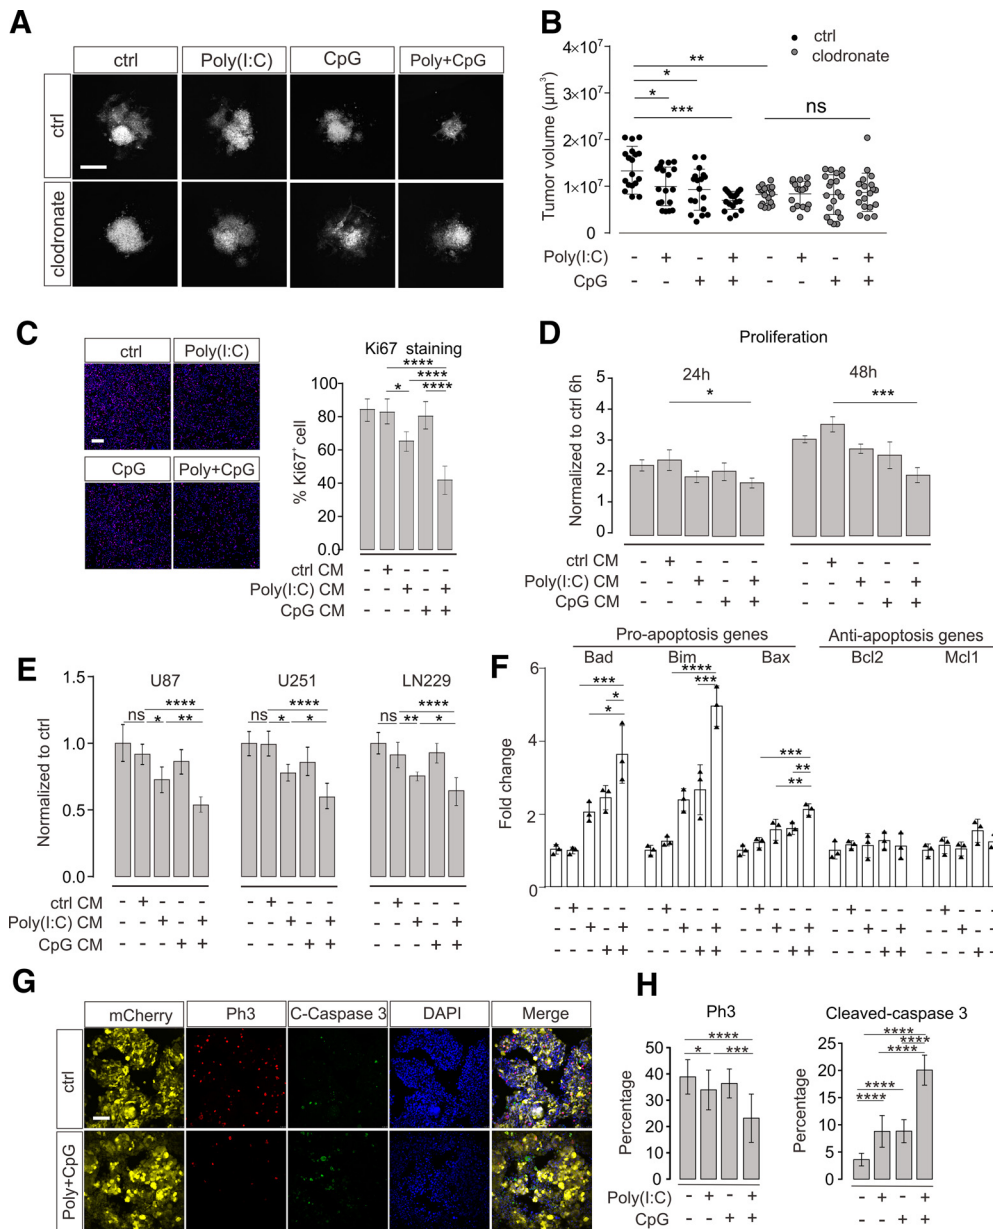 A
ctrl Poly(I:C) CpG Poly+CpG
ctrl
clodronate
B
ctrl
clodronate
Tumor volume (µm³)
4×10⁷
3×10⁷
2×10⁷
1×10⁷
0
** * * *** ns
Poly(I:C) - + - + - + - +
CpG - - + + - - + +
C
ctrl Poly(I:C)
CpG Poly+CpG
Ki67 staining
****
* ****
****
% Ki67⁺ cell
100
80
60
40
20
0.0
ctrl CM - + - - -
Poly(I:C) CM - - + - +
CpG CM - - - + +
D
Proliferation
24h 48h
* ***
Normalized to ctrl 6h
5
4
3
2
1
0
ctrl CM - + - - - - + - - -
Poly(I:C) CM - - + - + - - + - +
CpG CM - - - + + - - - + +
E
U87 U251 LN229
**** **** ****
ns * ** ns * * ns ** *
Normalized to ctrl
1.5
1.0
0.5
0.0
ctrl CM - + - - - - + - - - - + - - -
Poly(I:C) CM - - + - + - - + - + - - + - +
CpG CM - - - + + - - - + + - - - + +
F
Pro-apoptosis genes Anti-apoptosis genes
Bad Bim Bax Bcl2 Mcl1
*** * * **** *** *** ** **
Fold change
6
4
2
0
G
mCherry Ph3 C-Caspase 3 DAPI Merge
ctrl
Poly+CpG
H
Ph3
****
* ***
Percentage
50
40
30
20
10
0
Poly(I:C) - + - +
CpG - - + +
Cleaved-caspase 3
****
****
****
****
****
Percentage
25
20
15
10
5
0
- + - +
- - + +